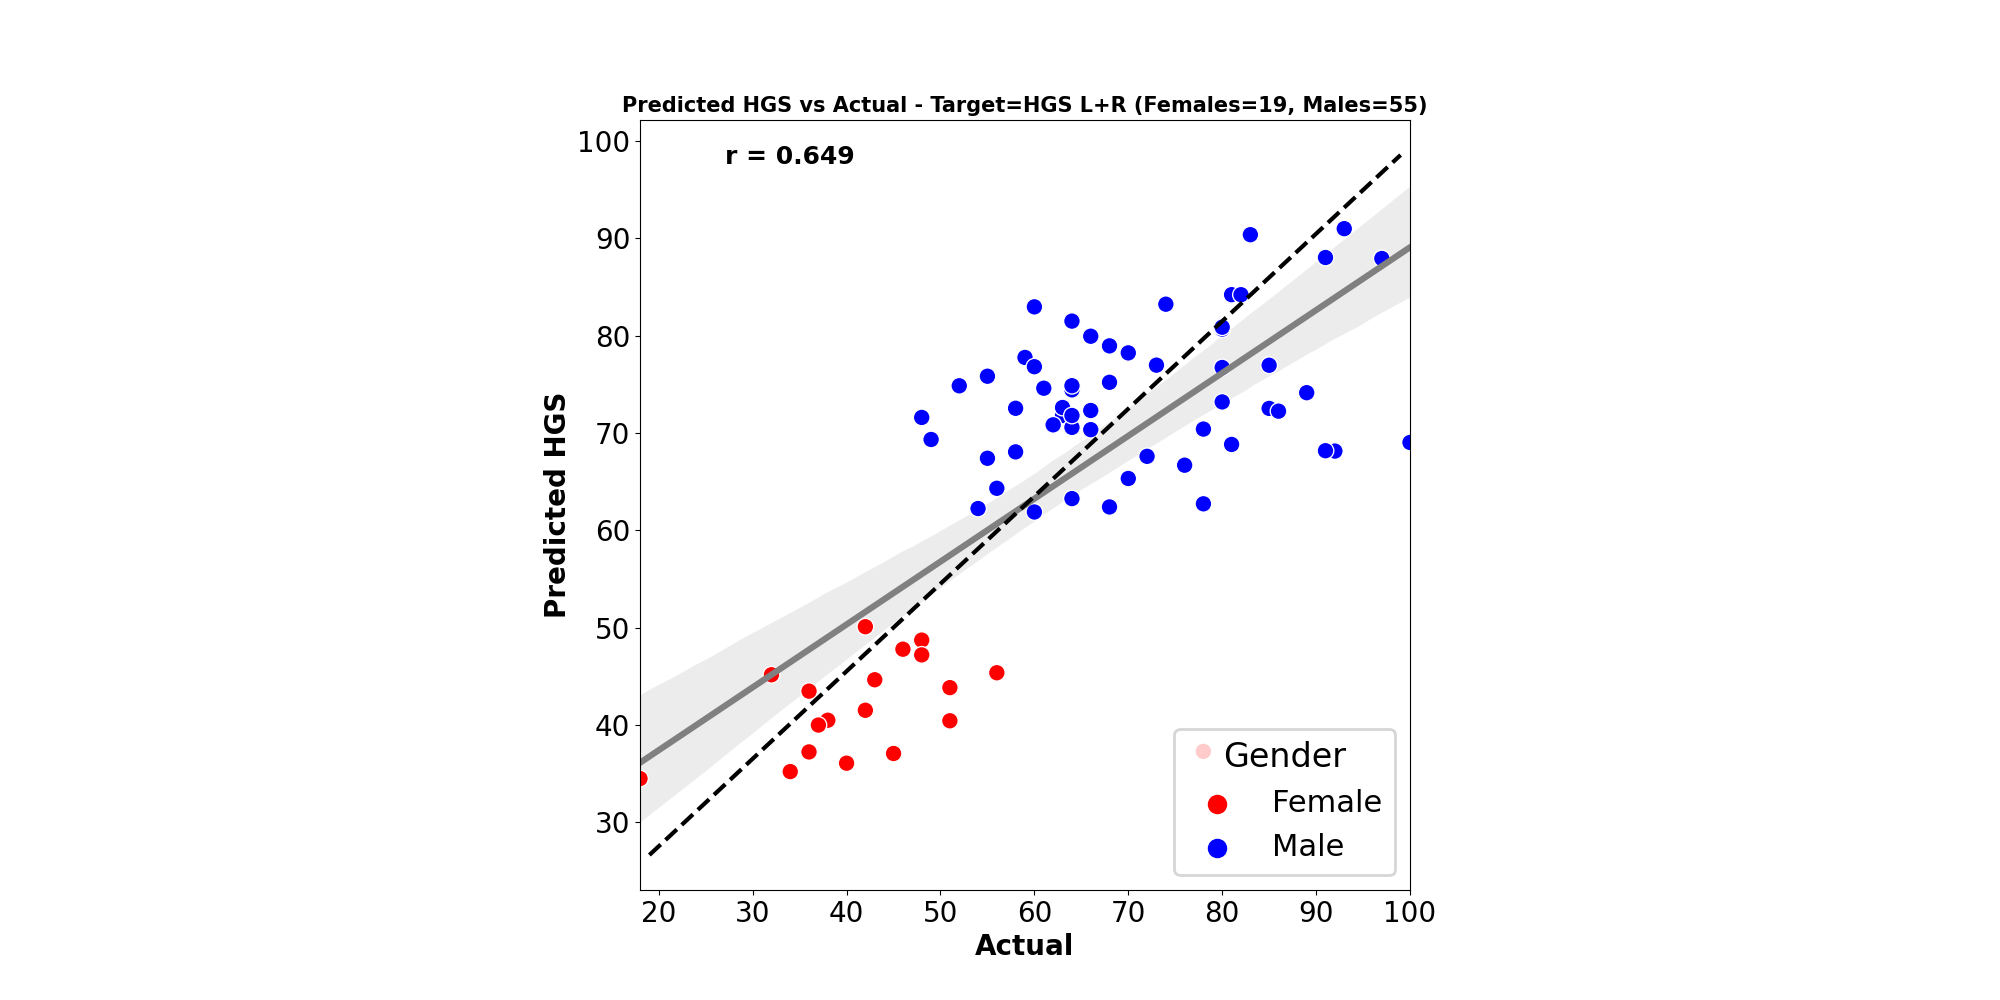 Predicted HGS vs Actual - Target=HGS L+R (Females=19, Males=55)
r = 0.649
100
90
80
70
60
50
40
30
Predicted HGS
Gender
Female
Male
20 30 40 50 60 70 80 90 100
Actual